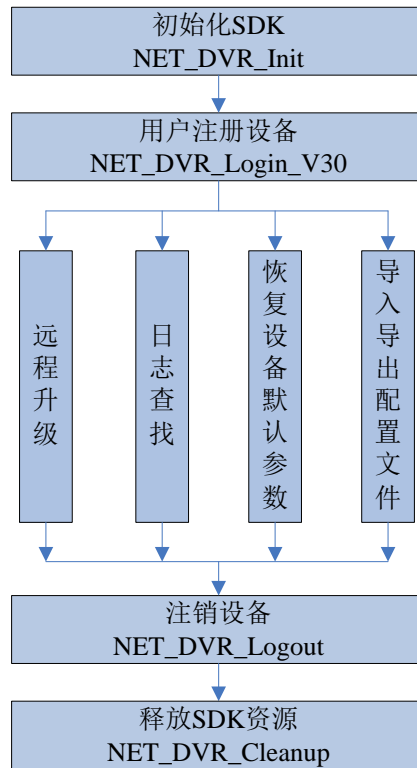 初始化SDK
NET_DVR_Init
用户注册设备
NET_DVR_Login_V30
远程升级
日志查找
恢复设备默认参数
导入导出配置文件
注销设备
NET_DVR_Logout
释放SDK资源
NET_DVR_Cleanup